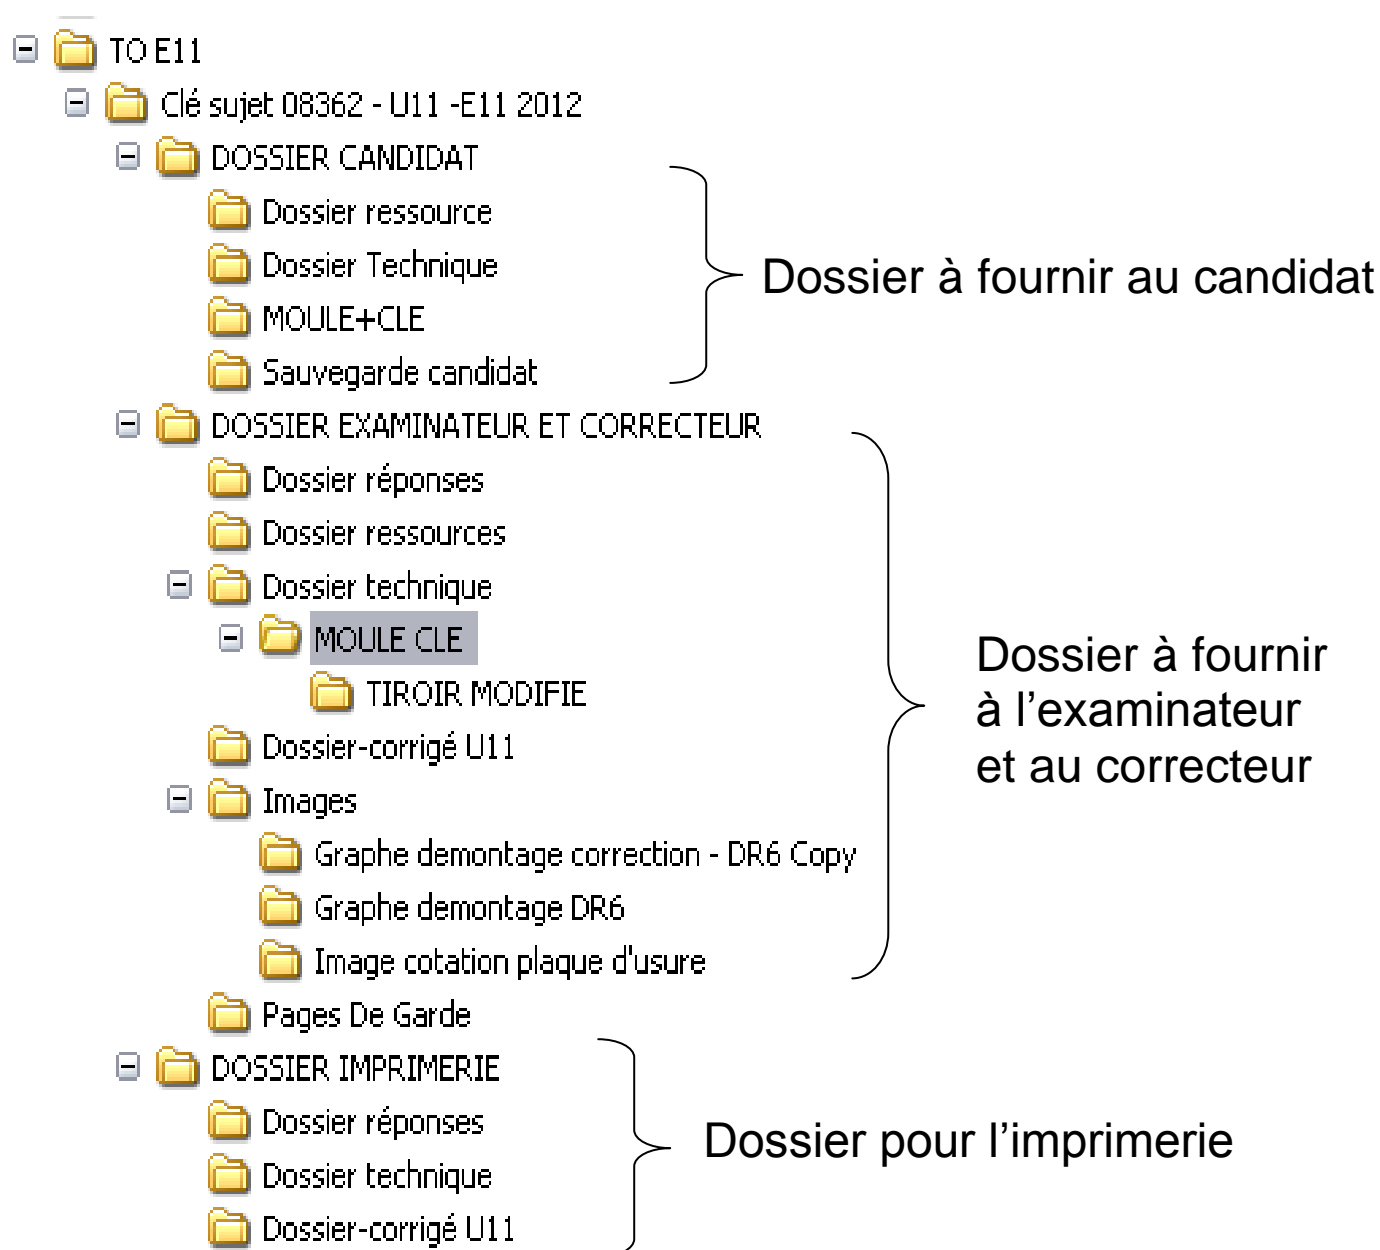 TO E11
Clé sujet 08362 - U11 -E11 2012
DOSSIER CANDIDAT
Dossier ressource
Dossier Technique
MOULE+CLE
Sauvegarde candidat
Dossier à fournir au candidat
DOSSIER EXAMINATEUR ET CORRECTEUR
Dossier réponses
Dossier ressources
Dossier technique
MOULE CLE
TIROIR MODIFIE
Dossier-corrigé U11
Images
Graphe demontage correction - DR6 Copy
Graphe demontage DR6
Image cotation plaque d'usure
Pages De Garde
Dossier à fournir
à l’examinateur
et au correcteur
DOSSIER IMPRIMERIE
Dossier réponses
Dossier technique
Dossier-corrigé U11
Dossier pour l’imprimerie